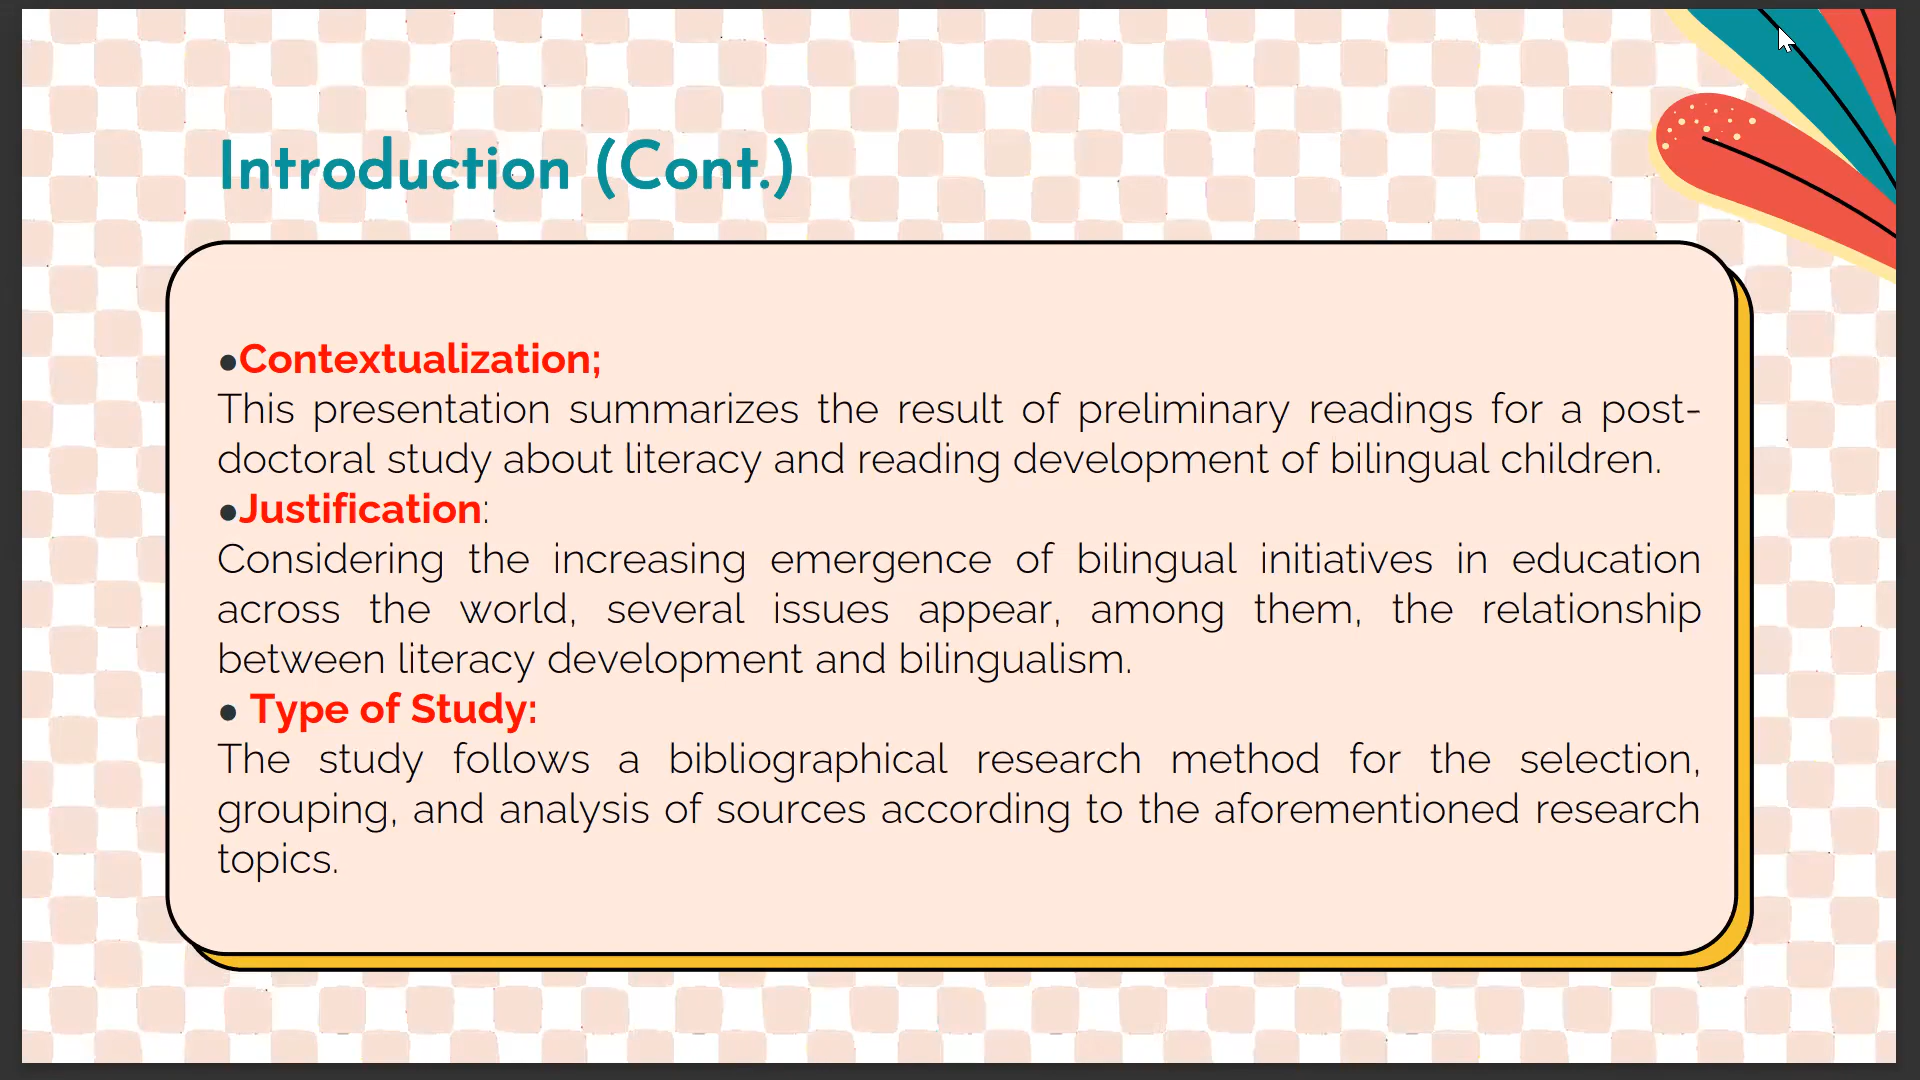 Introduction (Cont.)
●Contextualization;
This presentation summarizes the result of preliminary readings for a post-
doctoral study about literacy and reading development of bilingual children.
●Justification:
Considering the increasing emergence of bilingual initiatives in education
across the world, several issues appear, among them, the relationship
between literacy development and bilingualism.
● Type of Study:
The study follows a bibliographical research method for the selection,
grouping, and analysis of sources according to the aforementioned research
topics.